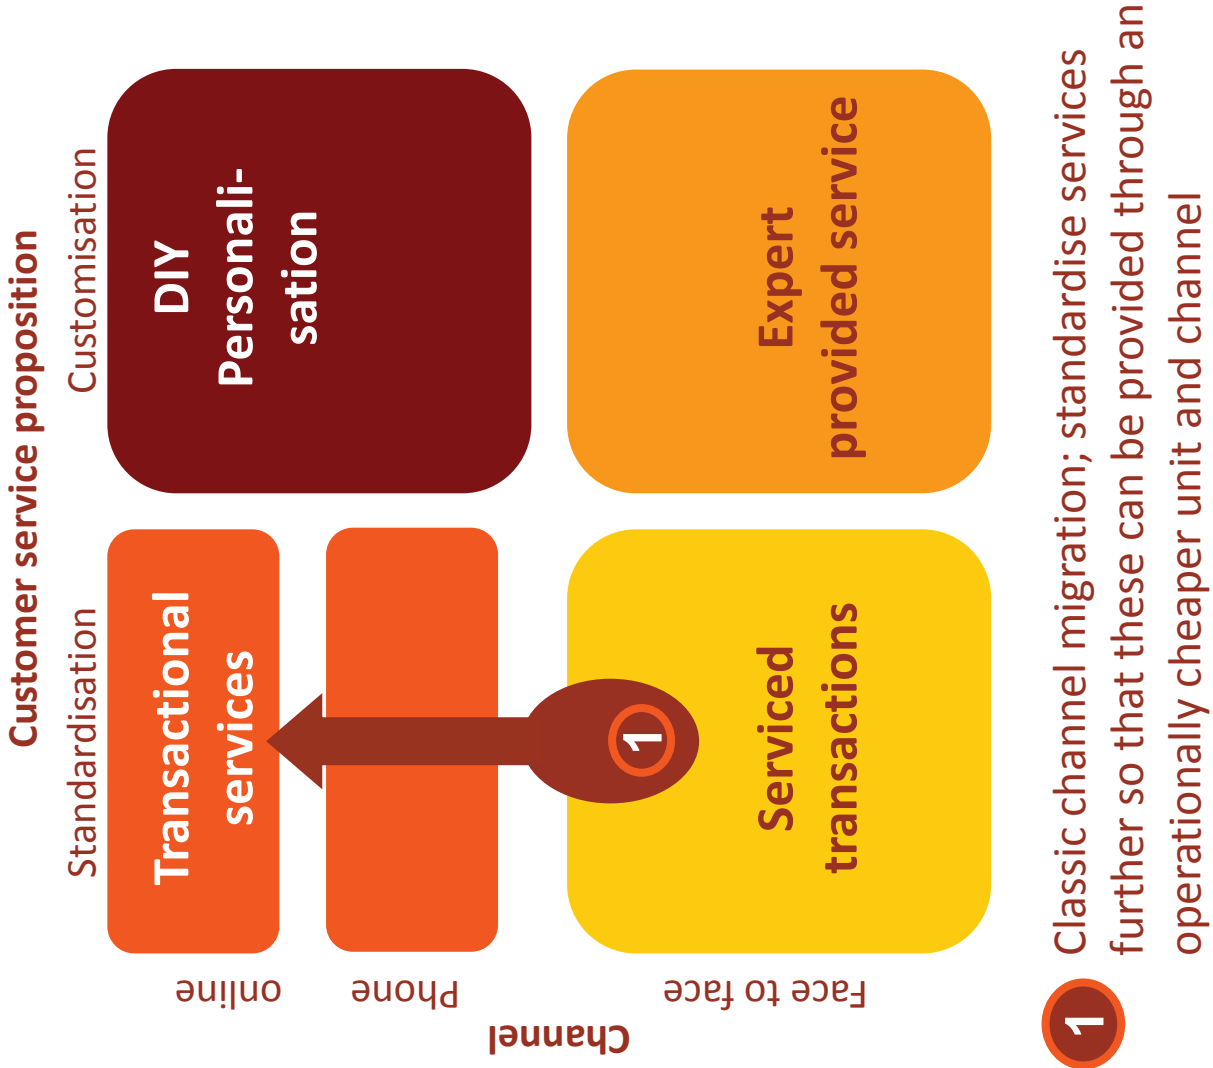 Customer service proposition
Standardisation
Customisation
Channel
online
Phone
Face to face
Transactional
services
DIY
Personali-
sation
1
Serviced
transactions
Expert
provided service
1
Classic channel migration; standardise services
further so that these can be provided through an
operationally cheaper unit and channel